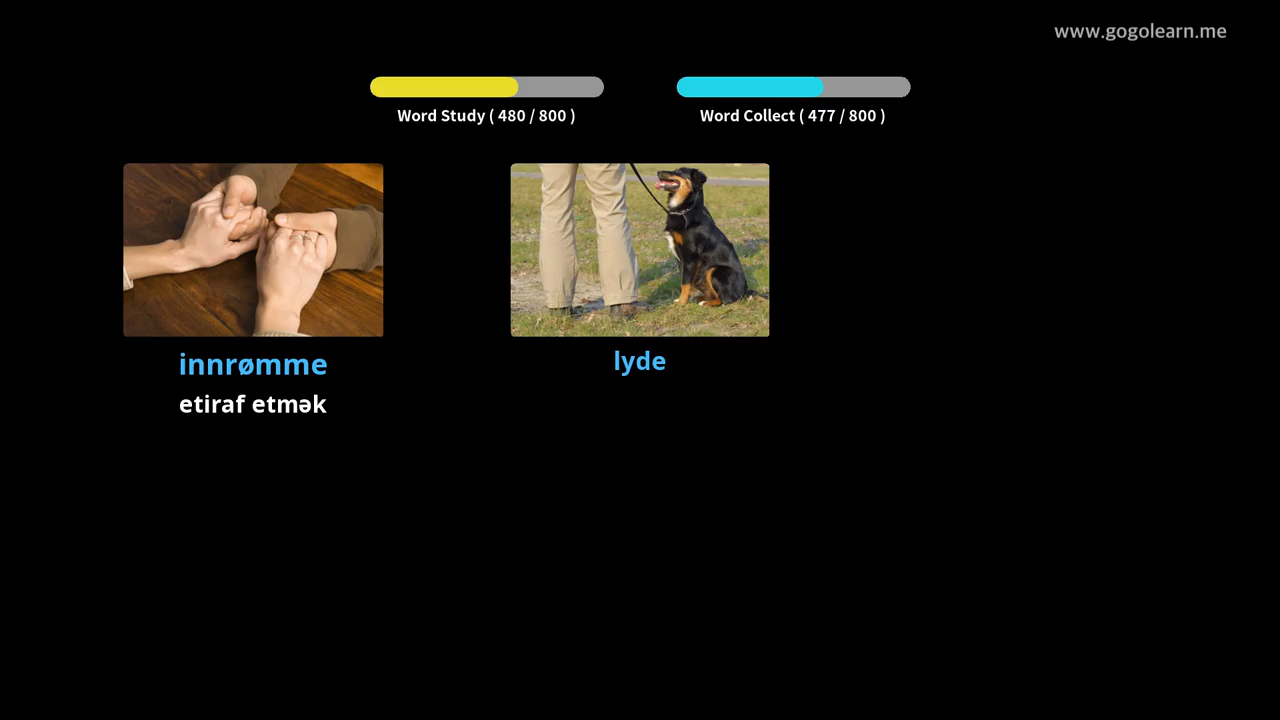 www.gogolearn.me
Word Study ( 480 / 800 )
Word Collect ( 477 / 800 )
innrømme
lyde
etiraf etmək